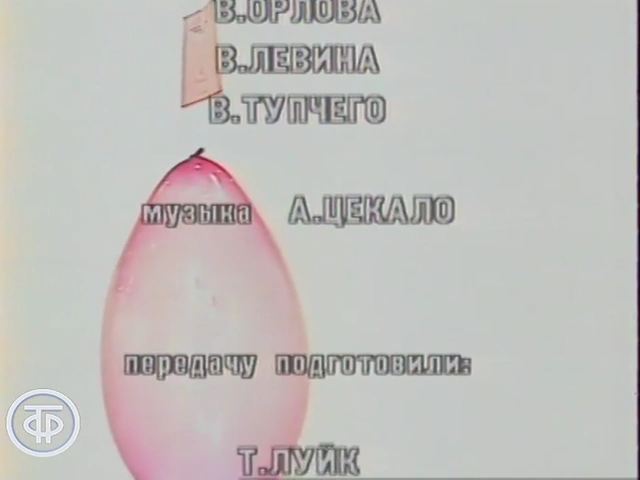 В.ОРЛОВА
В.ЛЕВИНА
В.ТУПЧЕГО
музыка А.ЦЕКАЛО
передачу подготовили:
Т.ЛУЙК